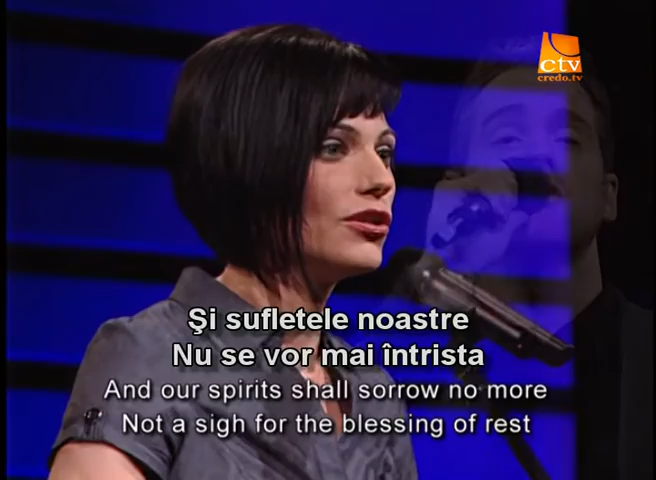 ctv
credo.tv
Şi sufletele noastre
Nu se vor mai întrista
And our spirits shall sorrow no more
Not a sigh for the blessing of rest